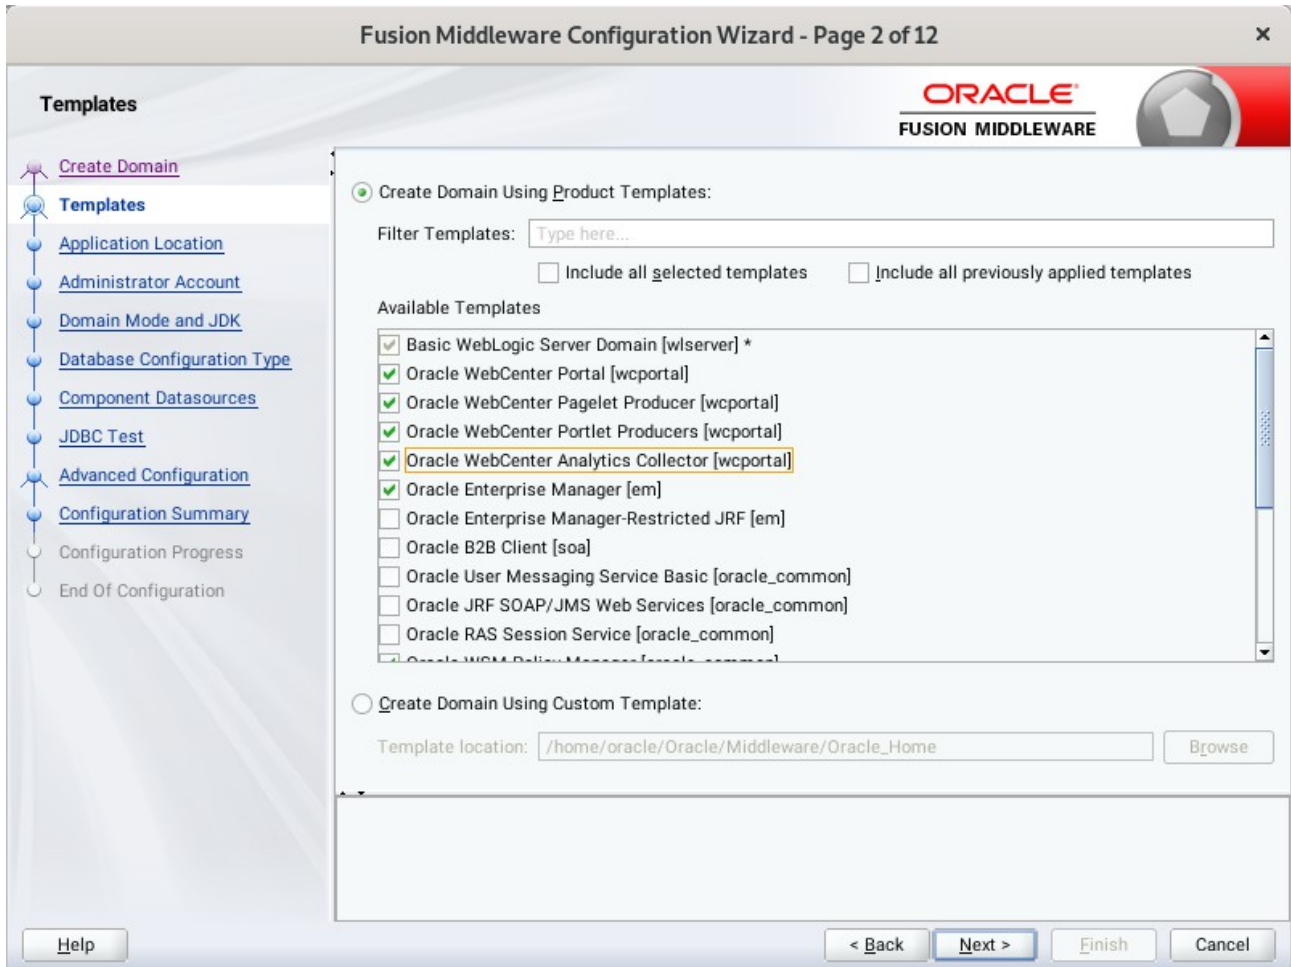 Fusion Middleware Configuration Wizard - Page 2 of 12
Templates
ORACLE
FUSION MIDDLEWARE
Create Domain
Templates
Application Location
Administrator Account
Domain Mode and JDK
Database Configuration Type
Component Datasources
JDBC Test
Advanced Configuration
Configuration Summary
Configuration Progress
End Of Configuration
Create Domain Using Product Templates:
Filter Templates: Type here...
Include all selected templates Include all previously applied templates
Available Templates
Basic WebLogic Server Domain [wlserver] *
Oracle WebCenter Portal [wcportal]
Oracle WebCenter Pagelet Producer [wcportal]
Oracle WebCenter Portlet Producers [wcportal]
Oracle WebCenter Analytics Collector [wcportal]
Oracle Enterprise Manager [em]
Oracle Enterprise Manager-Restricted JRF [em]
Oracle B2B Client [soa]
Oracle User Messaging Service Basic [oracle_common]
Oracle JRF SOAP/JMS Web Services [oracle_common]
Oracle RAS Session Service [oracle_common]
Oracle WSM Policy Manager [oracle_common]
Create Domain Using Custom Template:
Template location: /home/oracle/Oracle/Middleware/Oracle_Home Browse
Help < Back Next > Finish Cancel